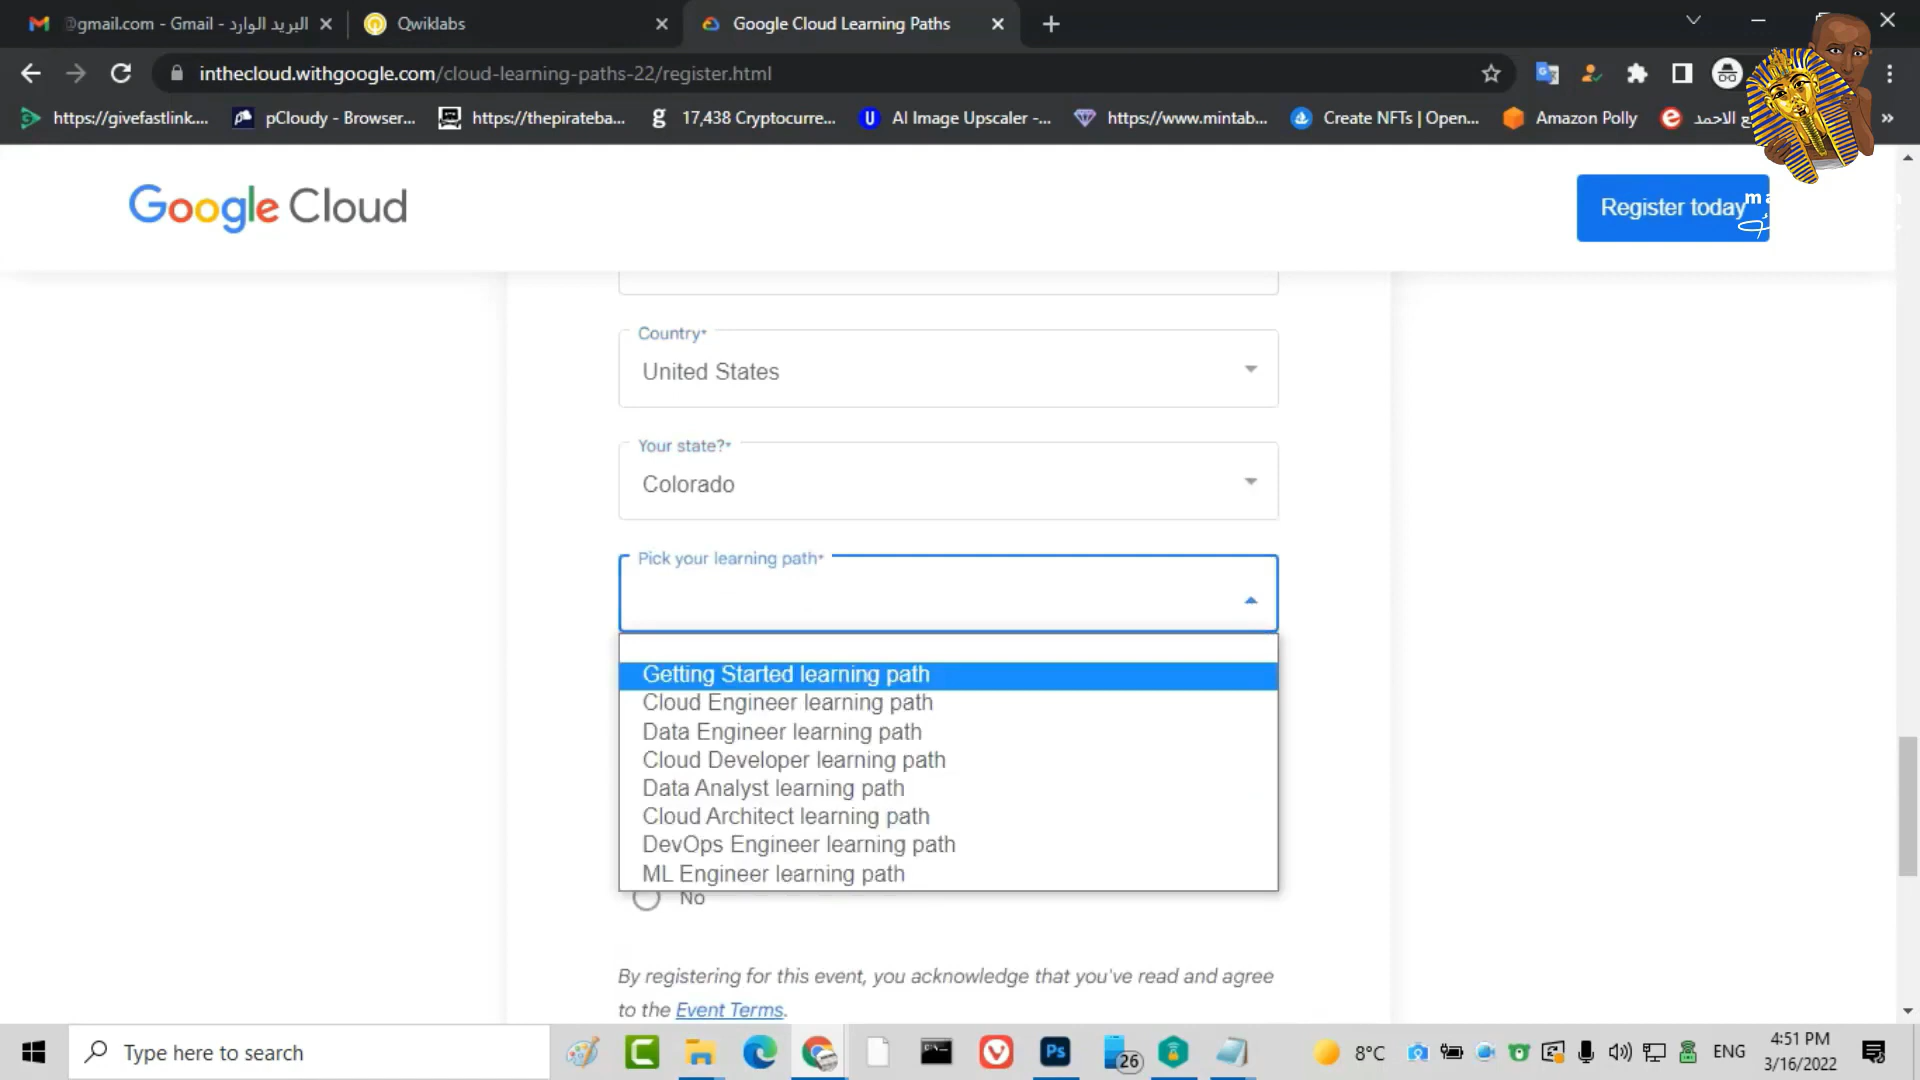 @gmail.com - Gmail - البريد الوارد
Qwiklabs
Google Cloud Learning Paths
inthecloud.withgoogle.com/cloud-learning-paths-22/register.html
https://givefastlink....
pCloudy - Browser...
https://thepirateba...
17,438 Cryptocurre...
AI Image Upscaler -...
https://www.mintab...
Create NFTs | Open...
Amazon Polly
ع الاحمد
Google Cloud
Register today
Country*
United States
Your state?*
Colorado
Pick your learning path*
Getting Started learning path
Cloud Engineer learning path
Data Engineer learning path
Cloud Developer learning path
Data Analyst learning path
Cloud Architect learning path
DevOps Engineer learning path
ML Engineer learning path
No
By registering for this event, you acknowledge that you've read and agree
to the Event Terms.
Type here to search
Ps
26
8°C
ENG
4:51 PM
3/16/2022